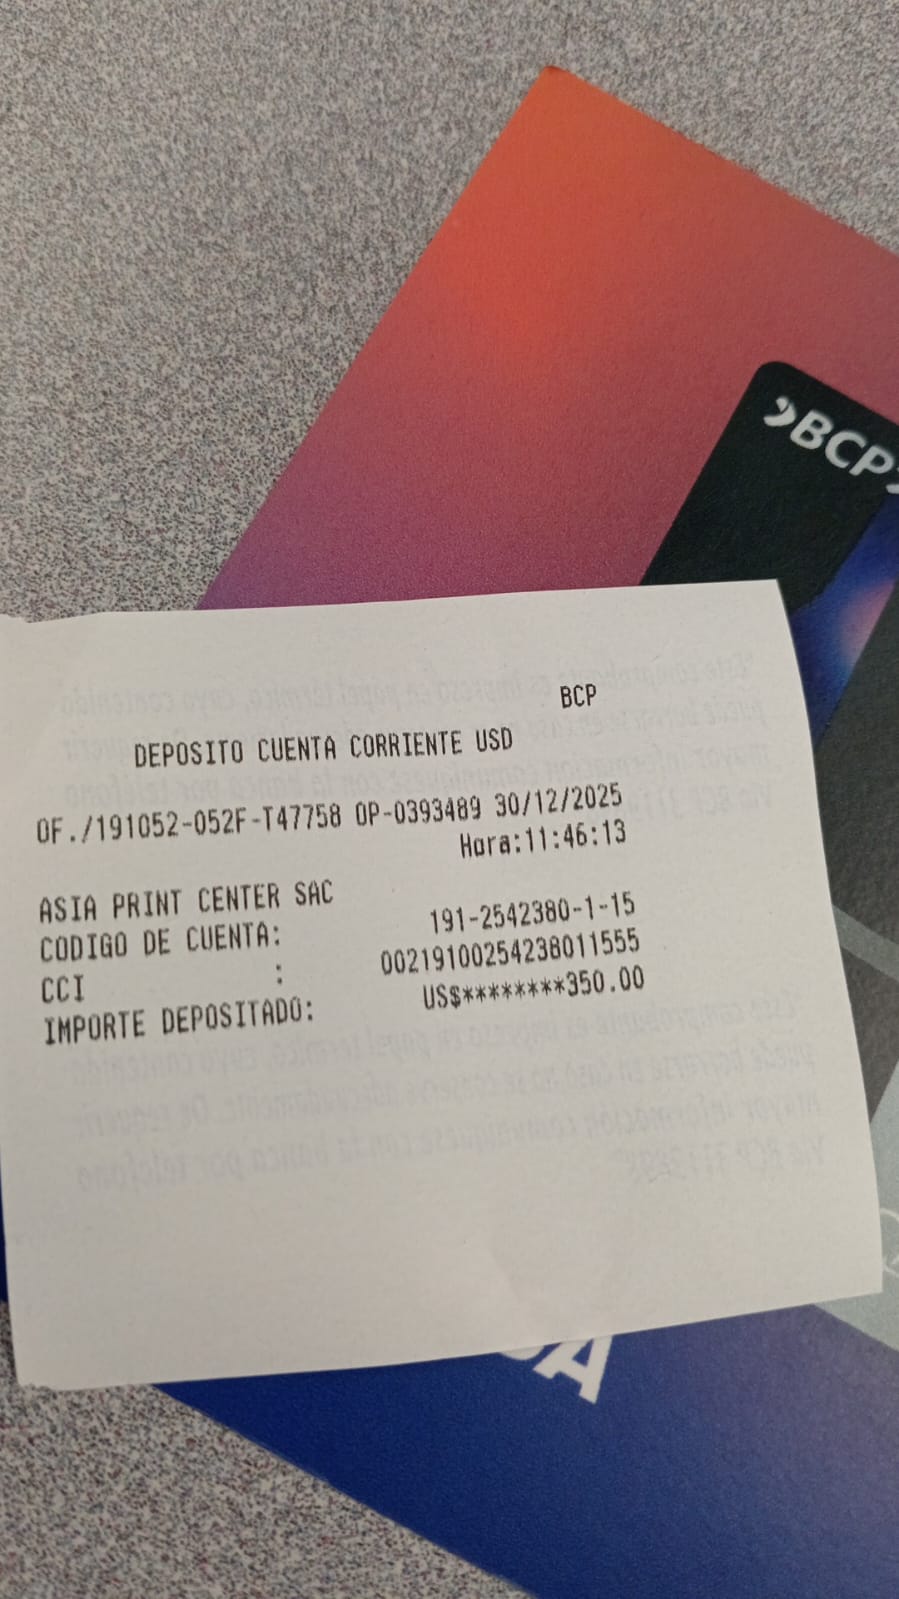 BCP
BCP
DEPOSITO CUENTA CORRIENTE USD
OF./191052-052F-T47758 OP-0393489 30/12/2025
Hora:11:46:13
ASIA PRINT CENTER SAC
CODIGO DE CUENTA: 191-2542380-1-15
CCI : 00219100254238011555
IMPORTE DEPOSITADO: US$********350.00